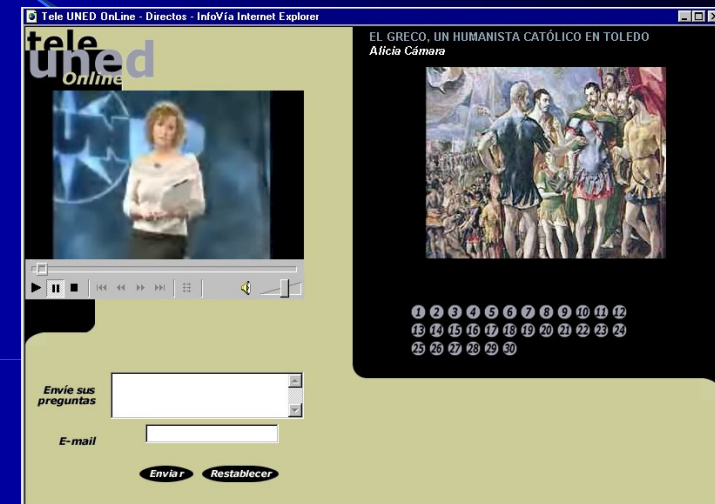 Tele UNED OnLine - Directos - InfoVía Internet Explorer
tele
uned
Online
EL GRECO, UN HUMANISTA CATÓLICO EN TOLEDO
Alicia Cámara
UN D
1 2 3 4 5 6 7 8 9 10 11 12
13 14 15 16 17 18 19 20 21 22 23 24
25 26 27 28 29 30
Envíe sus
preguntas
E-mail
Enviar Restablecer